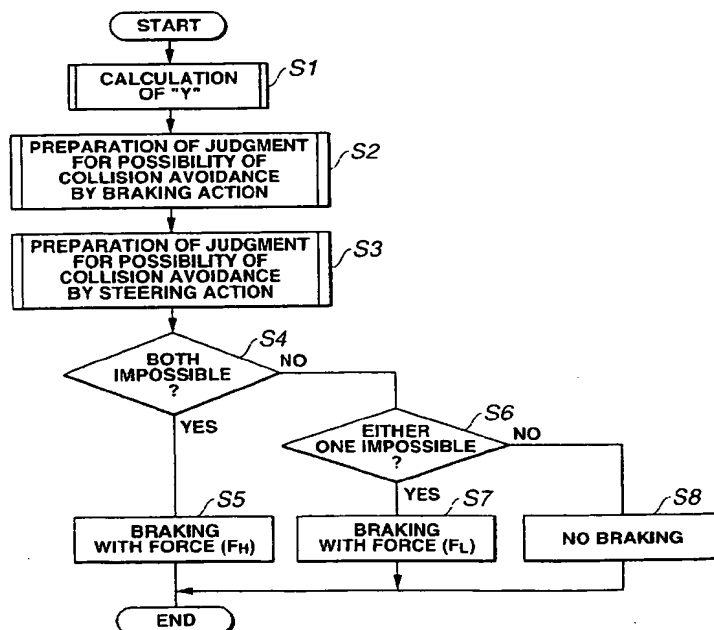 START
CALCULATION
OF "Y"
S1
PREPARATION OF JUDGMENT
FOR POSSIBILITY OF
COLLISION AVOIDANCE
BY BRAKING ACTION
S2
PREPARATION OF JUDGMENT
FOR POSSIBILITY OF
COLLISION AVOIDANCE
BY STEERING ACTION
S3
BOTH
IMPOSSIBLE
?
S4
NO
YES
EITHER
ONE IMPOSSIBLE
?
S6
NO
YES
BRAKING
WITH FORCE (FH)
S5
BRAKING
WITH FORCE (FL)
S7
NO BRAKING
S8
END